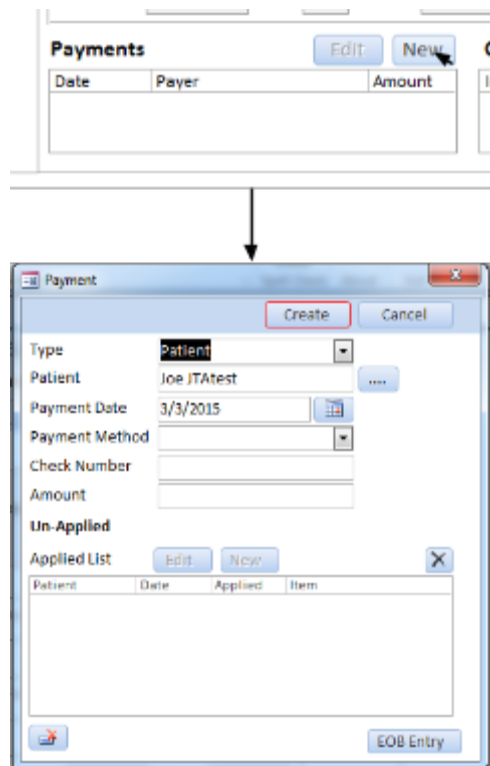 Payments Edit New
Date Payer Amount
Payment
Create Cancel
Type Patient
Patient Joe JTAtest ....
Payment Date 3/3/2015
Payment Method
Check Number
Amount
Un-Applied
Applied List Edit New
Patient Date Applied Item
EOB Entry